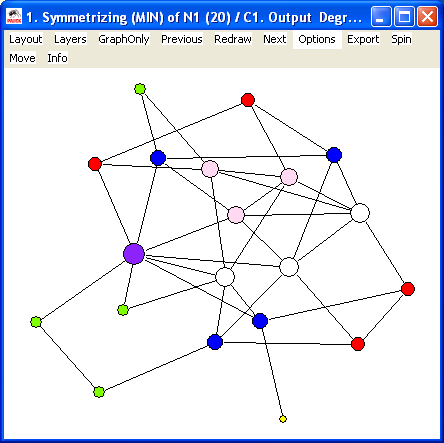 1. Symmetrizing (MIN) of N1 (20) / C1. Output Degr...
Layout Layers GraphOnly Previous Redraw Next Options Export Spin
Move Info